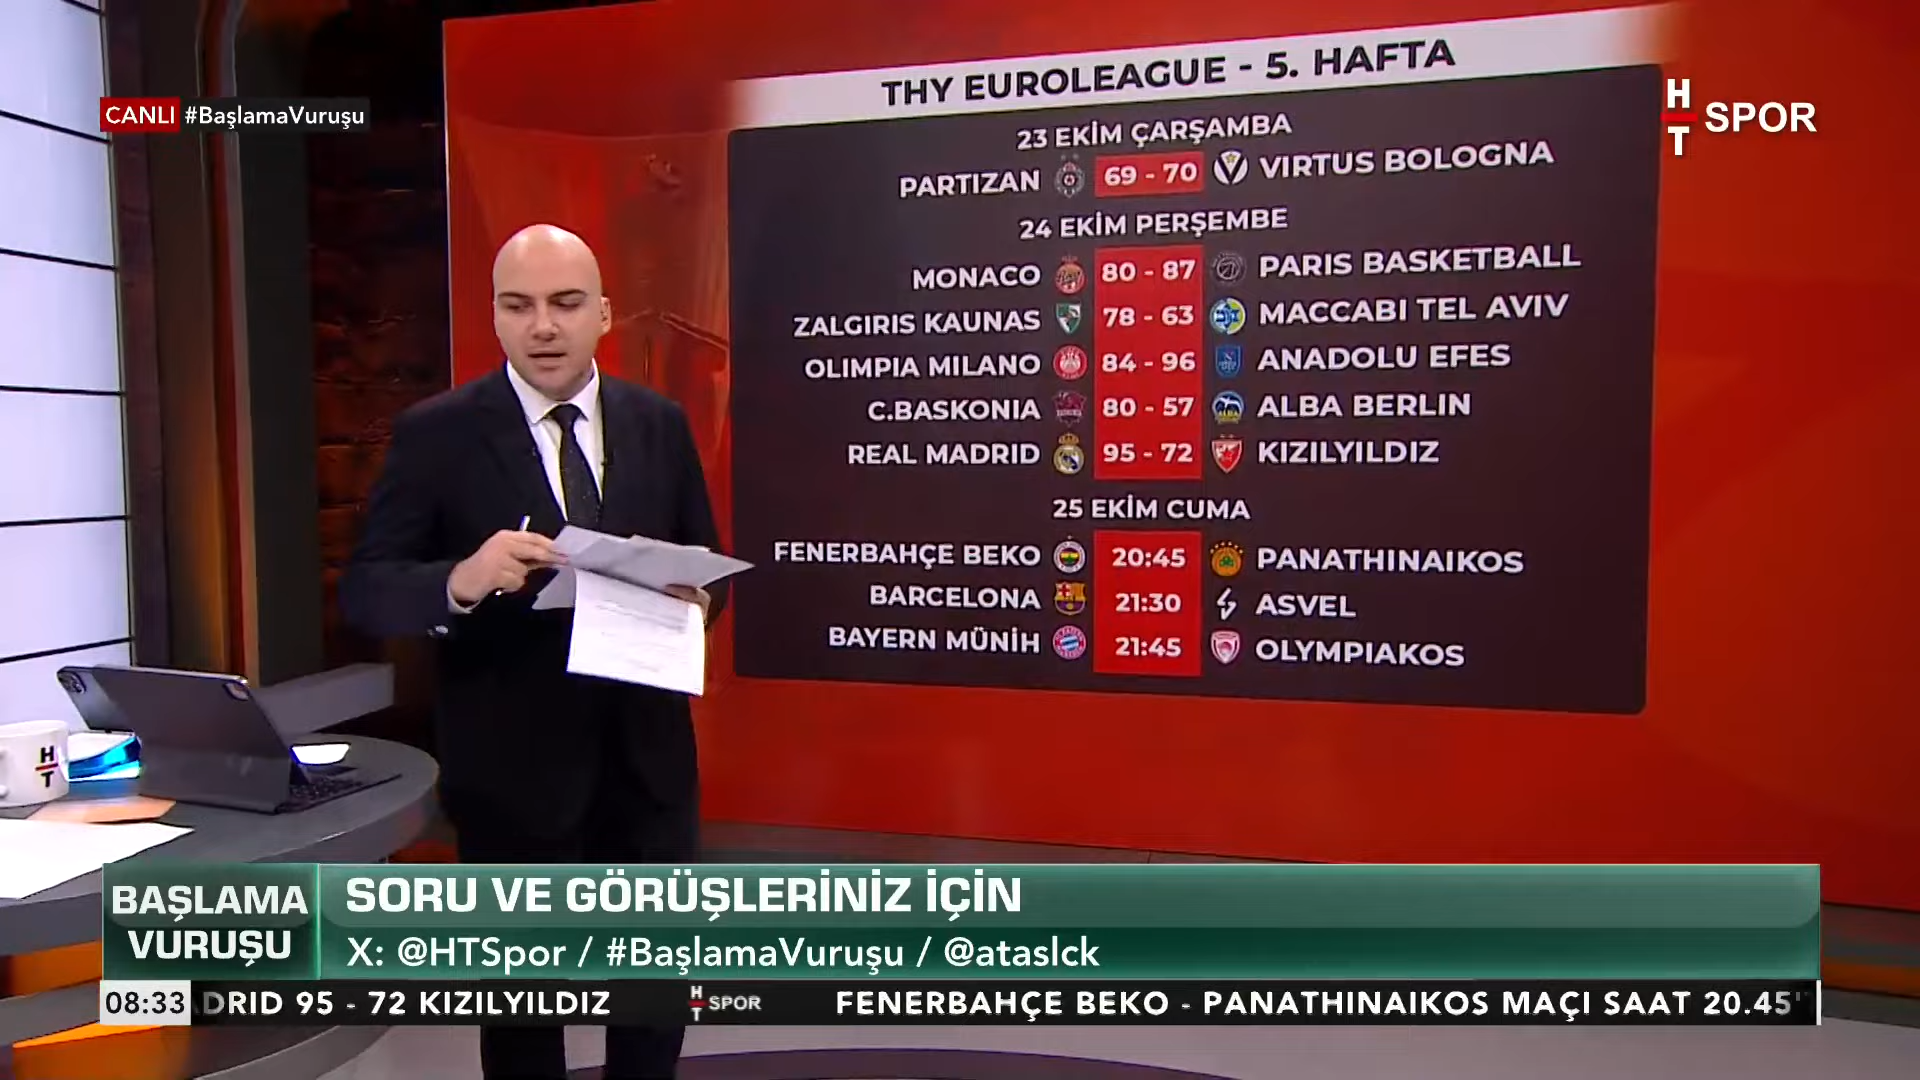 THY EUROLEAGUE - 5. HAFTA
CANLI #BaşlamaVuruşu
HT SPOR
23 EKİM ÇARŞAMBA
PARTIZAN 69 - 70 VIRTUS BOLOGNA
24 EKİM PERŞEMBE
MONACO 80 - 87 PARIS BASKETBALL
ZALGIRIS KAUNAS 78 - 63 MACCABI TEL AVIV
OLIMPIA MILANO 84 - 96 ANADOLU EFES
C.BASKONIA 80 - 57 ALBA BERLIN
REAL MADRID 95 - 72 KIZILYILDIZ
25 EKİM CUMA
FENERBAHÇE BEKO 20:45 PANATHINAIKOS
BARCELONA 21:30 ASVEL
BAYERN MÜNİH 21:45 OLYMPIAKOS
HT
BAŞLAMA VURUŞU
SORU VE GÖRÜŞLERİNİZ İÇİN
X: @HTSpor / #BaşlamaVuruşu / @ataslck
08:33 DRID 95 - 72 KIZILYILDIZ HT SPOR FENERBAHÇE BEKO - PANATHINAIKOS MAÇI SAAT 20.45'